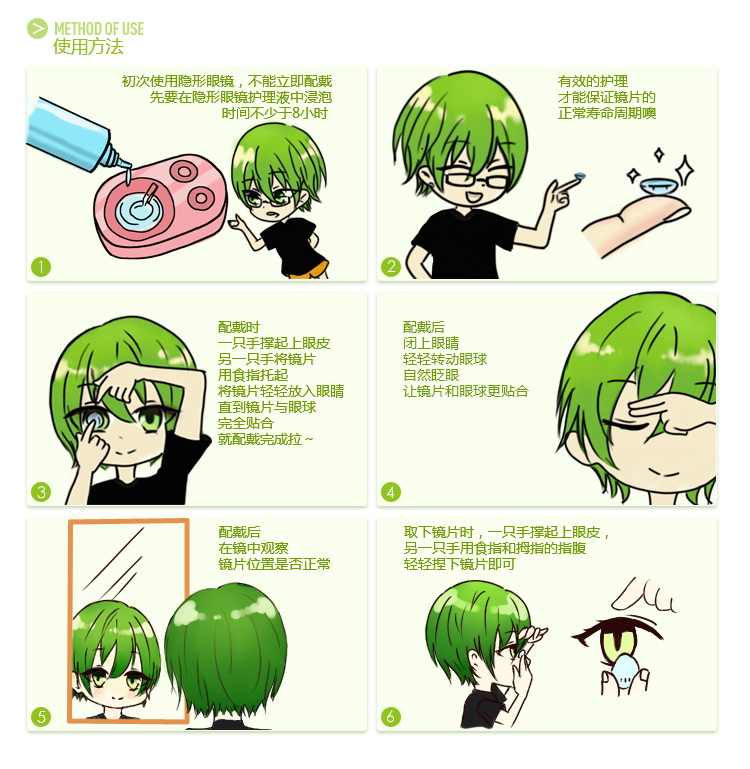 METHOD OF USE
使用方法
初次使用隐形眼镜，不能立即配戴
先要在隐形眼镜护理液中浸泡
时间不少于8小时
1
有效的护理
才能保证镜片的
正常寿命周期噢
2
配戴时
一只手撑起上眼皮
另一只手将镜片
用食指托起
将镜片轻轻放入眼睛
直到镜片与眼球
完全贴合
就配戴完成拉～
3
配戴后
闭上眼睛
轻轻转动眼球
自然眨眼
让镜片和眼球更贴合
4
配戴后
在镜中观察
镜片位置是否正常
5
取下镜片时，一只手撑起上眼皮，
另一只手用食指和拇指的指腹
轻轻捏下镜片即可
6